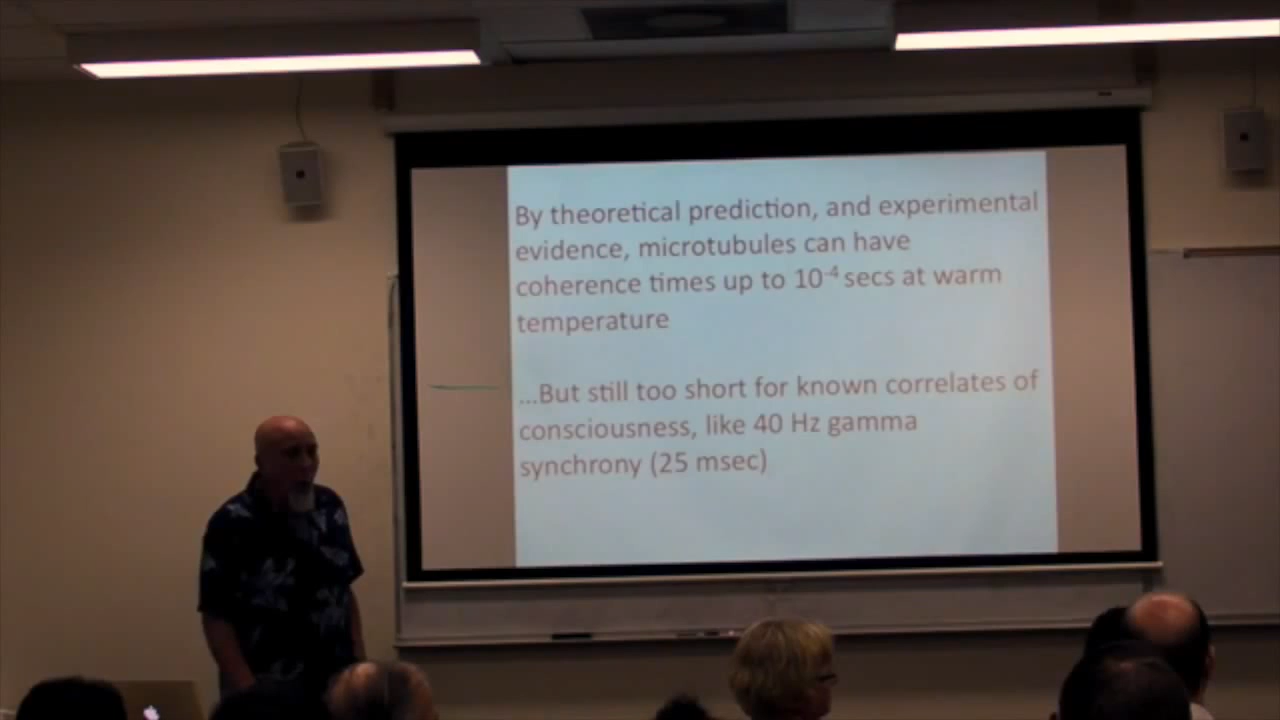 By theoretical prediction, and experimental
evidence, microtubules can have
coherence times up to 10⁻⁴ secs at warm
temperature
...But still too short for known correlates of
consciousness, like 40 Hz gamma
synchrony (25 msec)